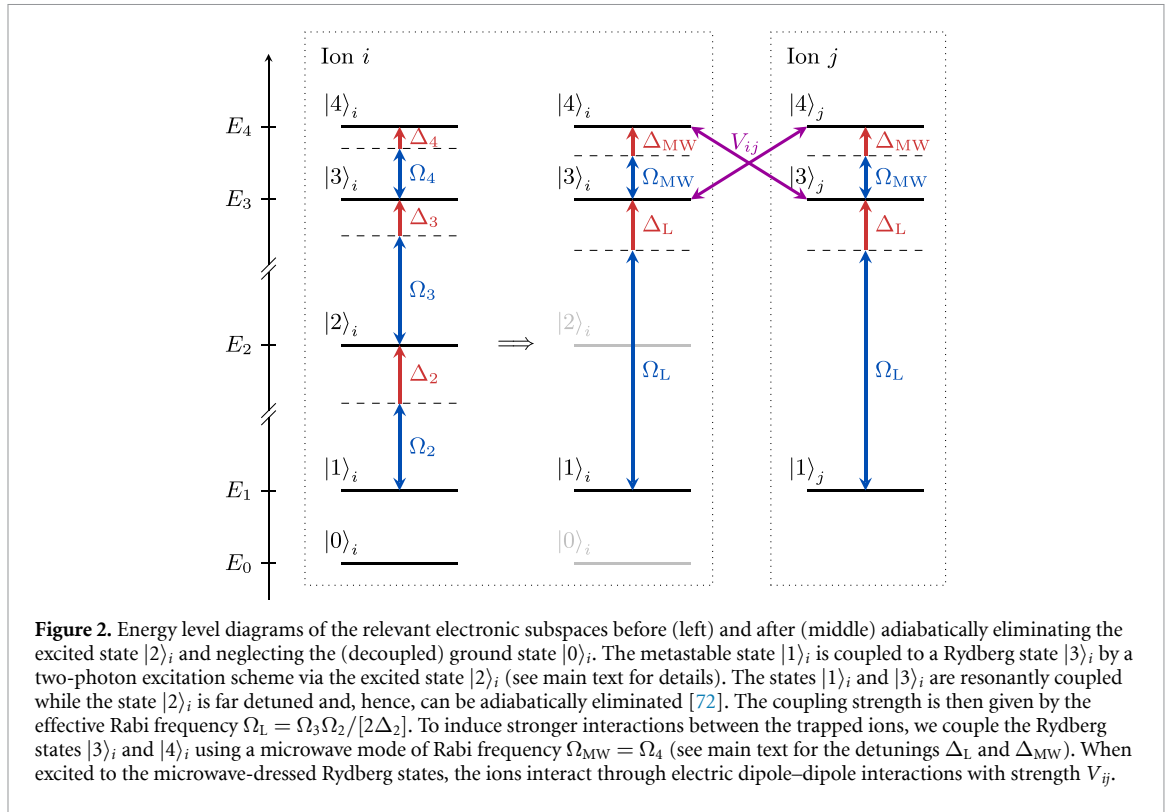 Ion i
Ion j
|4⟩i
|4⟩i
|4⟩j
E4
Δ4
ΔMW
Vij
ΔMW
|3⟩i
Ω4
|3⟩i
ΩMW
|3⟩j
ΩMW
E3
Δ3
ΔL
ΔL
Ω3
|2⟩i
|2⟩i
E2
⟹
Δ2
ΩL
ΩL
Ω2
|1⟩i
|1⟩i
|1⟩j
E1
|0⟩i
|0⟩i
E0
Figure 2. Energy level diagrams of the relevant electronic subspaces before (left) and after (middle) adiabatically eliminating the
excited state |2⟩i and neglecting the (decoupled) ground state |0⟩i. The metastable state |1⟩i is coupled to a Rydberg state |3⟩i by a
two-photon excitation scheme via the excited state |2⟩i (see main text for details). The states |1⟩i and |3⟩i are resonantly coupled
while the state |2⟩i is far detuned and, hence, can be adiabatically eliminated [72]. The coupling strength is then given by the
effective Rabi frequency ΩL = Ω3Ω2/[2Δ2]. To induce stronger interactions between the trapped ions, we couple the Rydberg
states |3⟩i and |4⟩i using a microwave mode of Rabi frequency ΩMW = Ω4 (see main text for the detunings ΔL and ΔMW). When
excited to the microwave-dressed Rydberg states, the ions interact through electric dipole–dipole interactions with strength Vij.